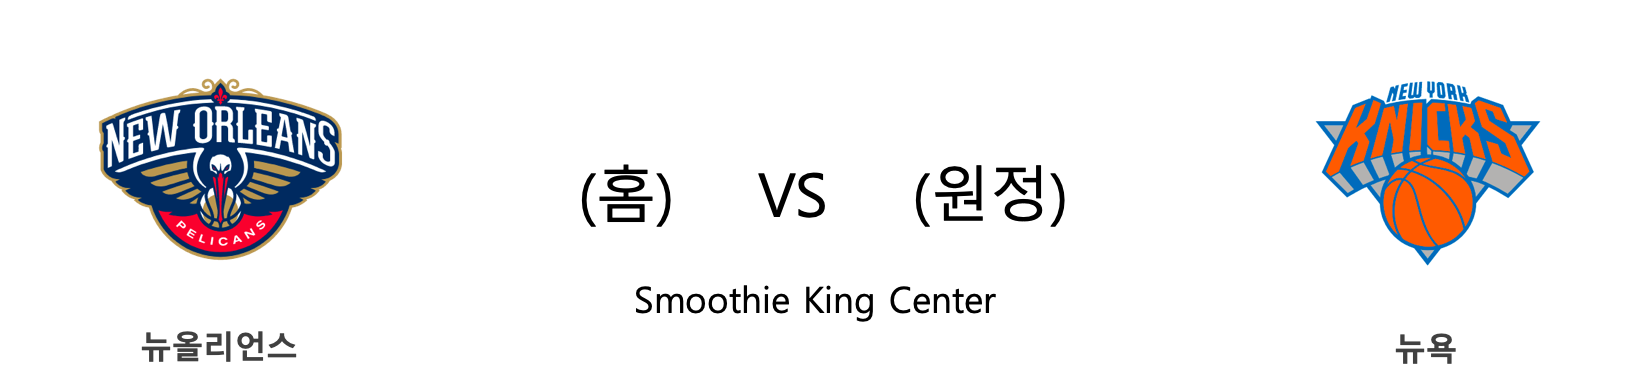 NEW ORLEANS
PELICANS
NEW YORK
KNICKS
(홈) VS (원정)
Smoothie King Center
뉴올리언스
뉴욕